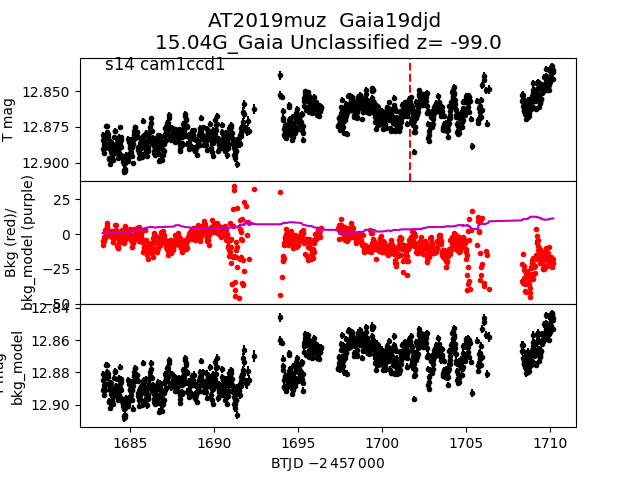 AT2019muz  Gaia19djd
15.04G_Gaia Unclassified z= -99.0
s14 cam1ccd1
T mag
12.850
12.875
12.900
Bkg (red)/
bkg_model (purple)
25
0
−25
−50
bkg_model
12.84
12.86
12.88
12.90
1685
1690
1695
1700
1705
1710
BTJD −2 457 000